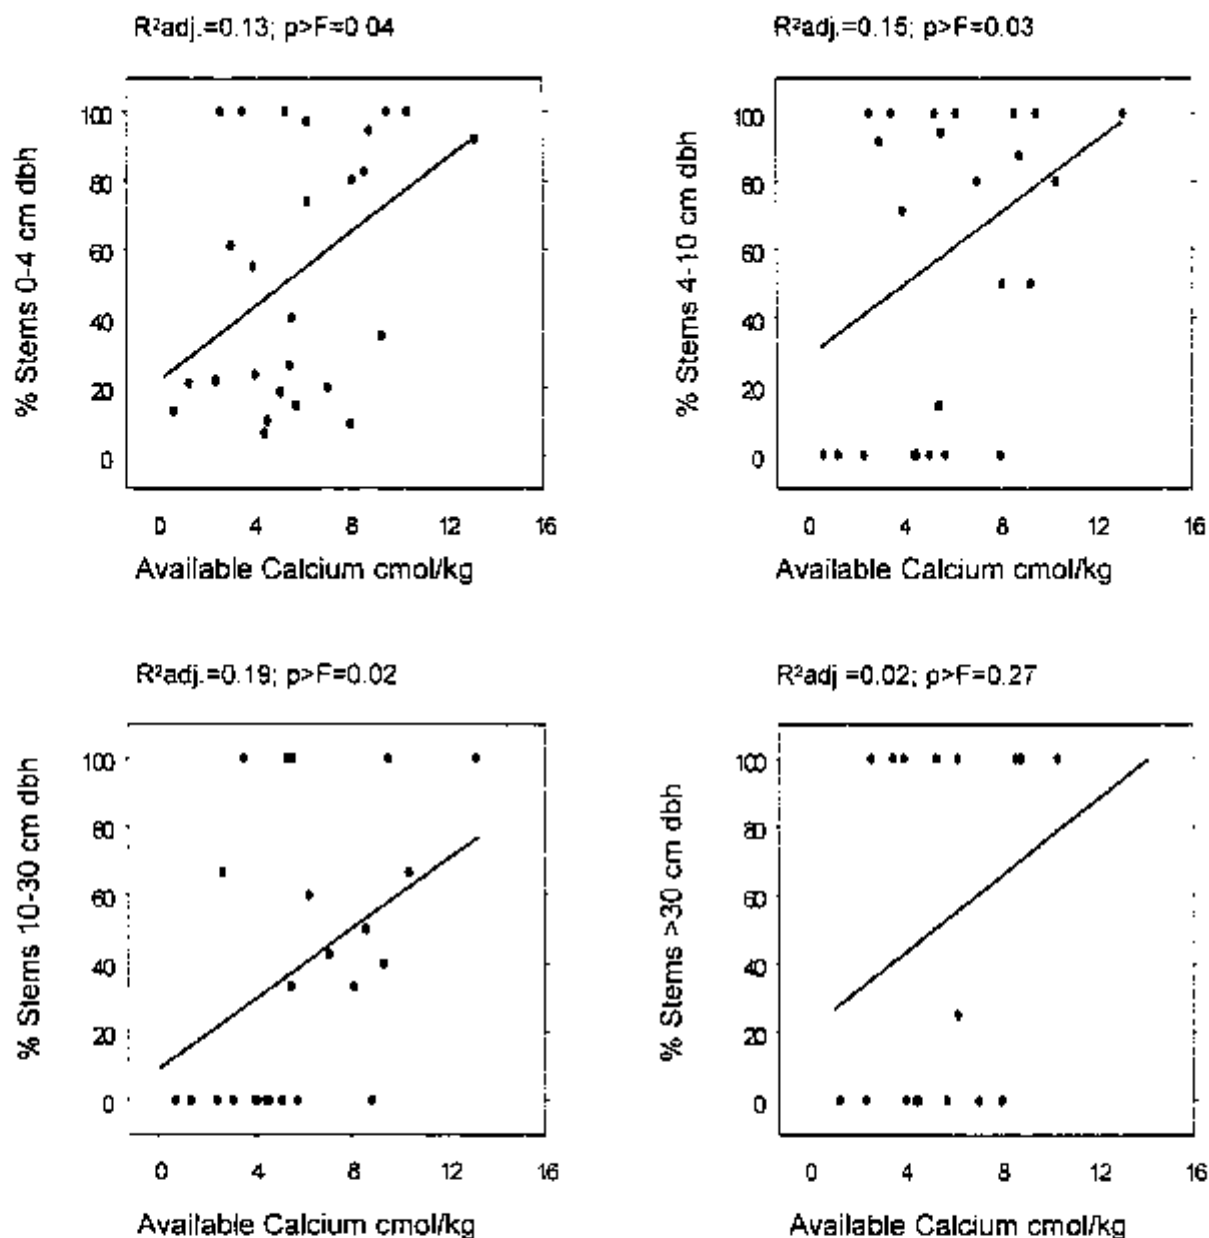 R²adj.=0.13; p>F=0.04
100
80
60
40
20
0
% Stems 0-4 cm dbh
0 4 8 12 16
Available Calcium cmol/kg
R²adj.=0.15; p>F=0.03
100
80
60
40
20
0
% Stems 4-10 cm dbh
0 4 8 12 16
Available Calcium cmol/kg
R²adj.=0.19; p>F=0.02
100
80
60
40
20
0
% Stems 10-30 cm dbh
0 4 8 12 16
Available Calcium cmol/kg
R²adj =0.02; p>F=0.27
100
80
60
40
20
0
% Stems >30 cm dbh
0 4 8 12 16
Available Calcium cmol/kg